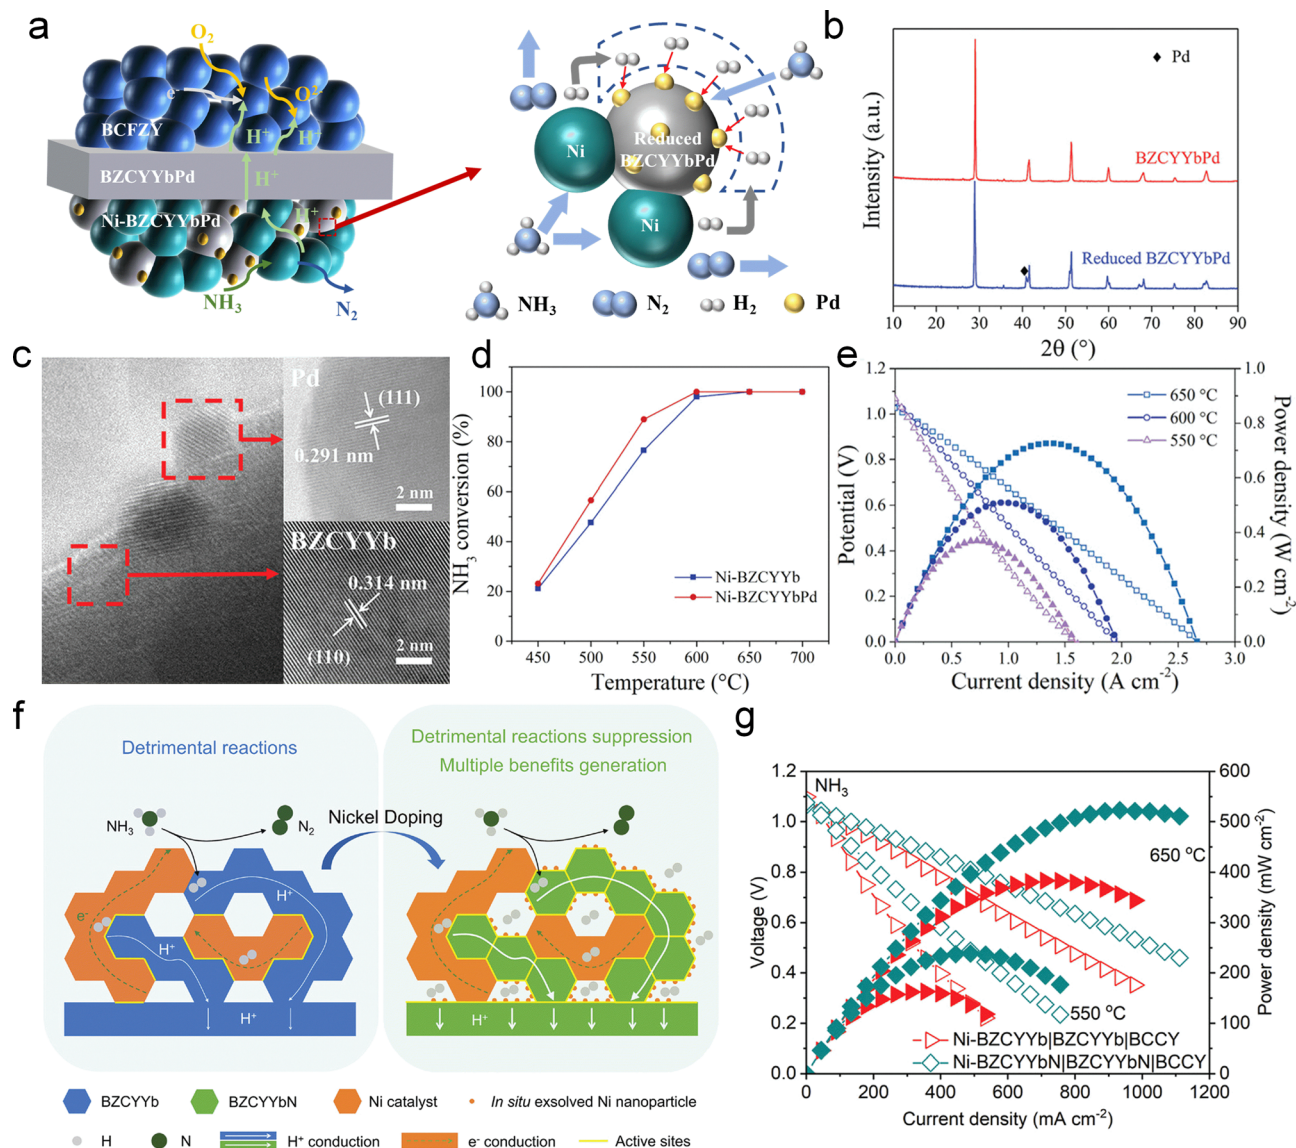 a
O₂
e⁻
O²⁻
BCFZY
H⁺
H⁺
BZCYYbPd
H⁺
Ni-BZCYYbPd
H⁺
NH₃
N₂
Ni
Reduced
BZCYYbPd
Ni
NH₃
N₂
H₂
Pd
b
Intensity (a.u.)
♦ Pd
BZCYYbPd
Reduced BZCYYbPd
10 20 30 40 50 60 70 80 90
2θ (°)
c
Pd
(111)
0.291 nm
2 nm
BZCYYb
0.314 nm
(110)
2 nm
d
NH₃ conversion (%)
100
80
60
40
20
0
Ni-BZCYYb
Ni-BZCYYbPd
450 500 550 600 650 700
Temperature (°C)
e
Potential (V)
1.2
1.0
0.8
0.6
0.4
0.2
0.0
650 °C
600 °C
550 °C
1.0
0.8
0.6
0.4
0.2
0.0
Power density (W cm⁻²)
0.0 0.5 1.0 1.5 2.0 2.5 3.0
Current density (A cm⁻²)
f
Detrimental reactions
Detrimental reactions suppression
Multiple benefits generation
NH₃
N₂
Nickel Doping
H⁺
e⁻
H⁺
H⁺
H⁺
BZCYYb
BZCYYbN
Ni catalyst
In situ exsolved Ni nanoparticle
H
N
H⁺ conduction
e⁻ conduction
Active sites
g
Voltage (V)
1.2
1.0
0.8
0.6
0.4
0.2
0.0
NH₃
650 °C
550 °C
Ni-BZCYYb|BZCYYb|BCCY
Ni-BZCYYbN|BZCYYbN|BCCY
600
500
400
300
200
100
0
Power density (mW cm⁻²)
0 200 400 600 800 1000 1200
Current density (mA cm⁻²)